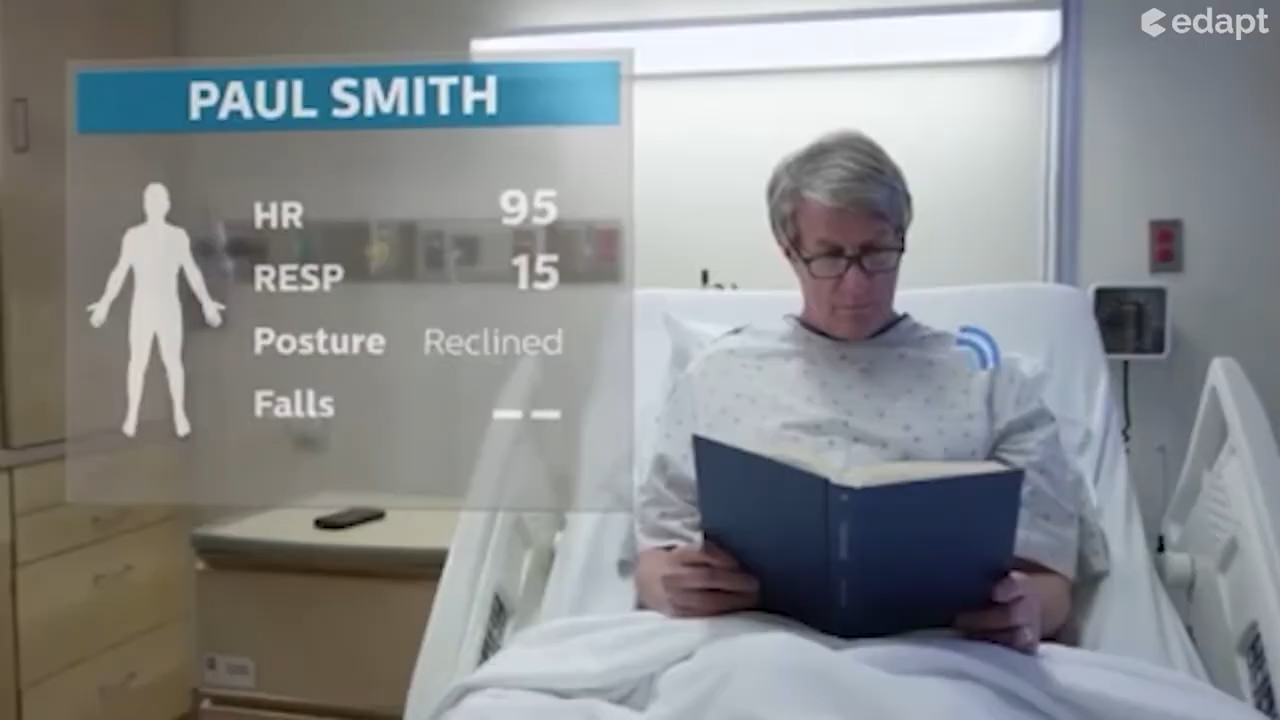 edapt
PAUL SMITH
HR 95
RESP 15
Posture Reclined
Falls --